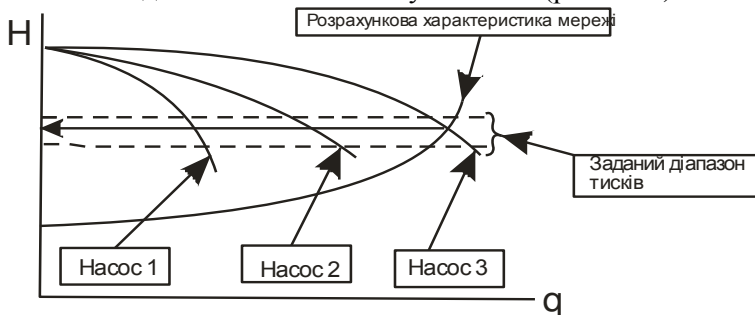 Розрахункова характеристика мережі
H
Заданий діапазон
тисків
Насос 1
Насос 2
Насос 3
q